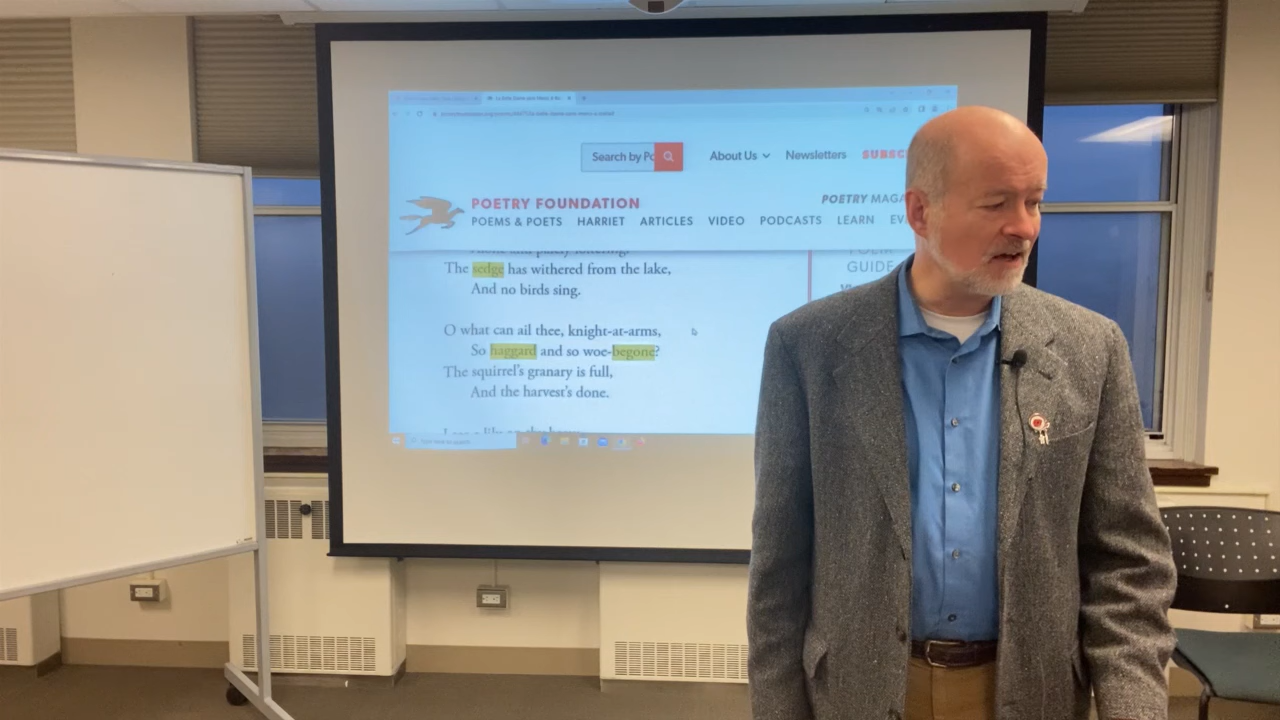 Search by Po
About Us
Newsletters
SUBSC
POETRY FOUNDATION
POETRY MAGA
POEMS & POETS HARRIET ARTICLES VIDEO PODCASTS LEARN EV
POEM
GUIDE
The sedge has withered from the lake,
And no birds sing.
O what can ail thee, knight-at-arms,
So haggard and so woe-begone?
The squirrel's granary is full,
And the harvest's done.